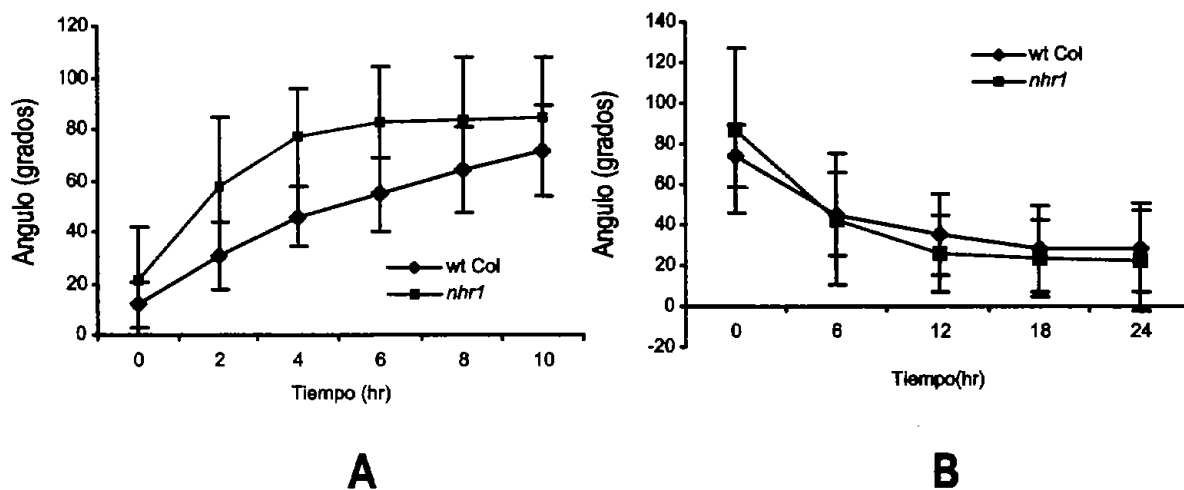 120
100
80
60
40
20
0
Angulo (grados)
wt Col
nhr1
0 2 4 6 8 10
Tiempo (hr)
A
140
120
100
80
60
40
20
0
-20
Angulo (grados)
wt Col
nhr1
0 6 12 18 24
Tiempo(hr)
B